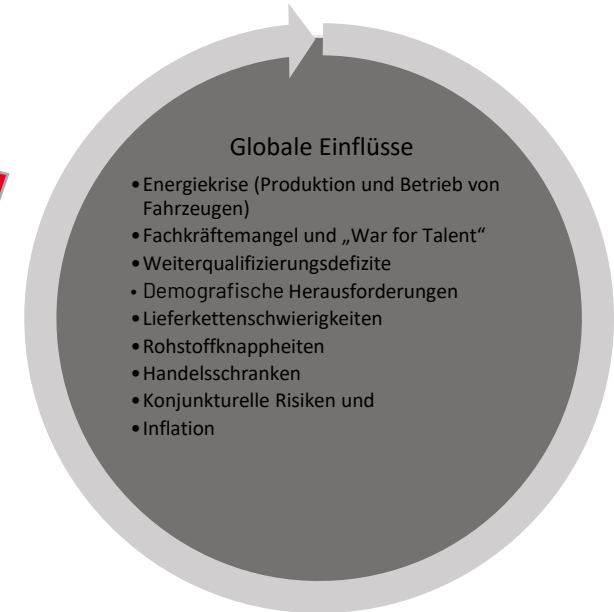 Globale Einflüsse
•Energiekrise (Produktion und Betrieb von
Fahrzeugen)
•Fachkräftemangel und „War for Talent“
•Weiterqualifizierungsdefizite
• Demografische Herausforderungen
•Lieferkettenschwierigkeiten
•Rohstoffknappheiten
•Handelsschranken
•Konjunkturelle Risiken und
•Inflation